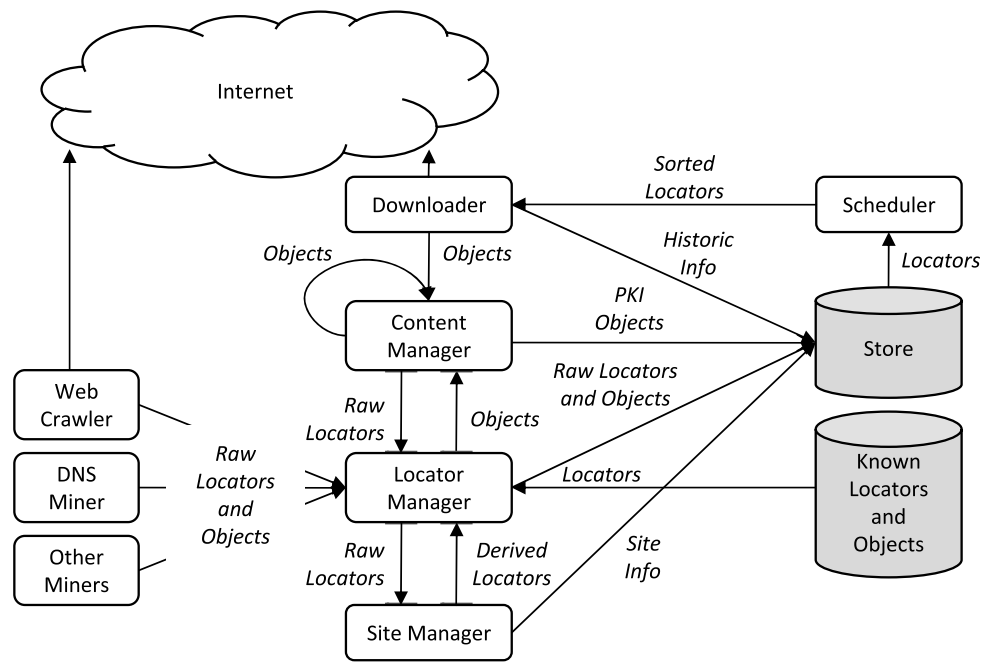 Internet
Sorted
Locators
Downloader
Scheduler
Historic
Info
Objects
Objects
Locators
PKI
Objects
Content
Manager
Store
Raw Locators
and Objects
Web
Crawler
Raw
Locators
Objects
Raw
Locators
and
Objects
DNS
Miner
Locator
Manager
Locators
Known
Locators
and
Objects
Other
Miners
Raw
Locators
Derived
Locators
Site
Info
Site Manager